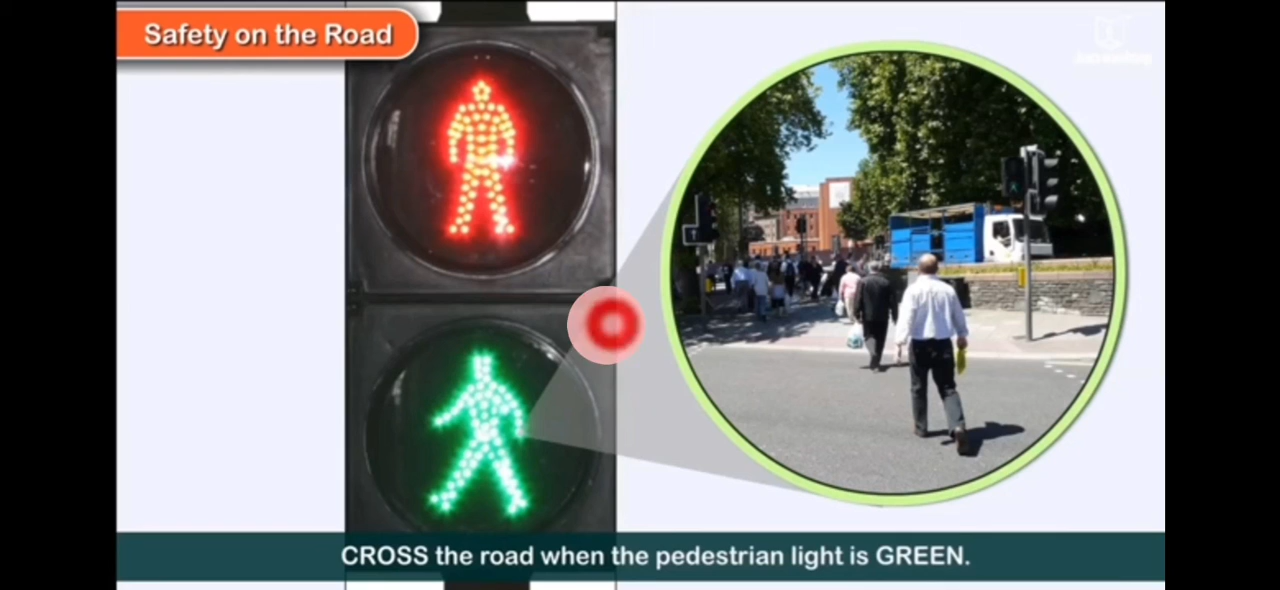 Safety on the Road
CROSS the road when the pedestrian light is GREEN.